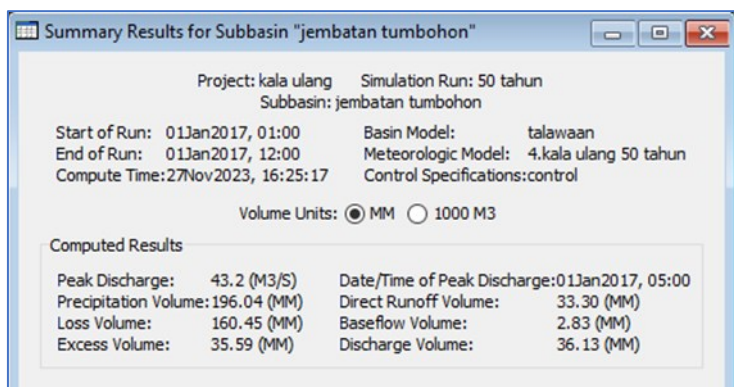 Summary Results for Subbasin "jembatan tumbohon"
Project: kala ulang Simulation Run: 50 tahun
Subbasin: jembatan tumbohon
Start of Run: 01Jan2017, 01:00 Basin Model: talawaan
End of Run: 01Jan2017, 12:00 Meteorologic Model: 4.kala ulang 50 tahun
Compute Time:27Nov2023, 16:25:17 Control Specifications:control
Volume Units: MM 1000 M3
Computed Results
Peak Discharge: 43.2 (M3/S) Date/Time of Peak Discharge:01Jan2017, 05:00
Precipitation Volume:196.04 (MM) Direct Runoff Volume: 33.30 (MM)
Loss Volume: 160.45 (MM) Baseflow Volume: 2.83 (MM)
Excess Volume: 35.59 (MM) Discharge Volume: 36.13 (MM)